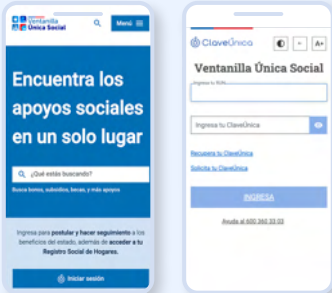 Ventanilla
Única Social
Menú
Encuentra los
apoyos sociales
en un solo lugar
¿Qué estás buscando?
Busca bonos, subsidios, becas, y más apoyos
Ingresa para postular y hacer seguimiento a los
beneficios del estado, además de acceder a tu
Registro Social de Hogares.
Iniciar sesión
ClaveÚnica
-
A+
Ventanilla Única Social
Ingresa tu RUN
Ingresa tu ClaveÚnica
Recupera tu ClaveÚnica
Solicita tu ClaveÚnica
INGRESA
Ayuda al 600 360 33 03